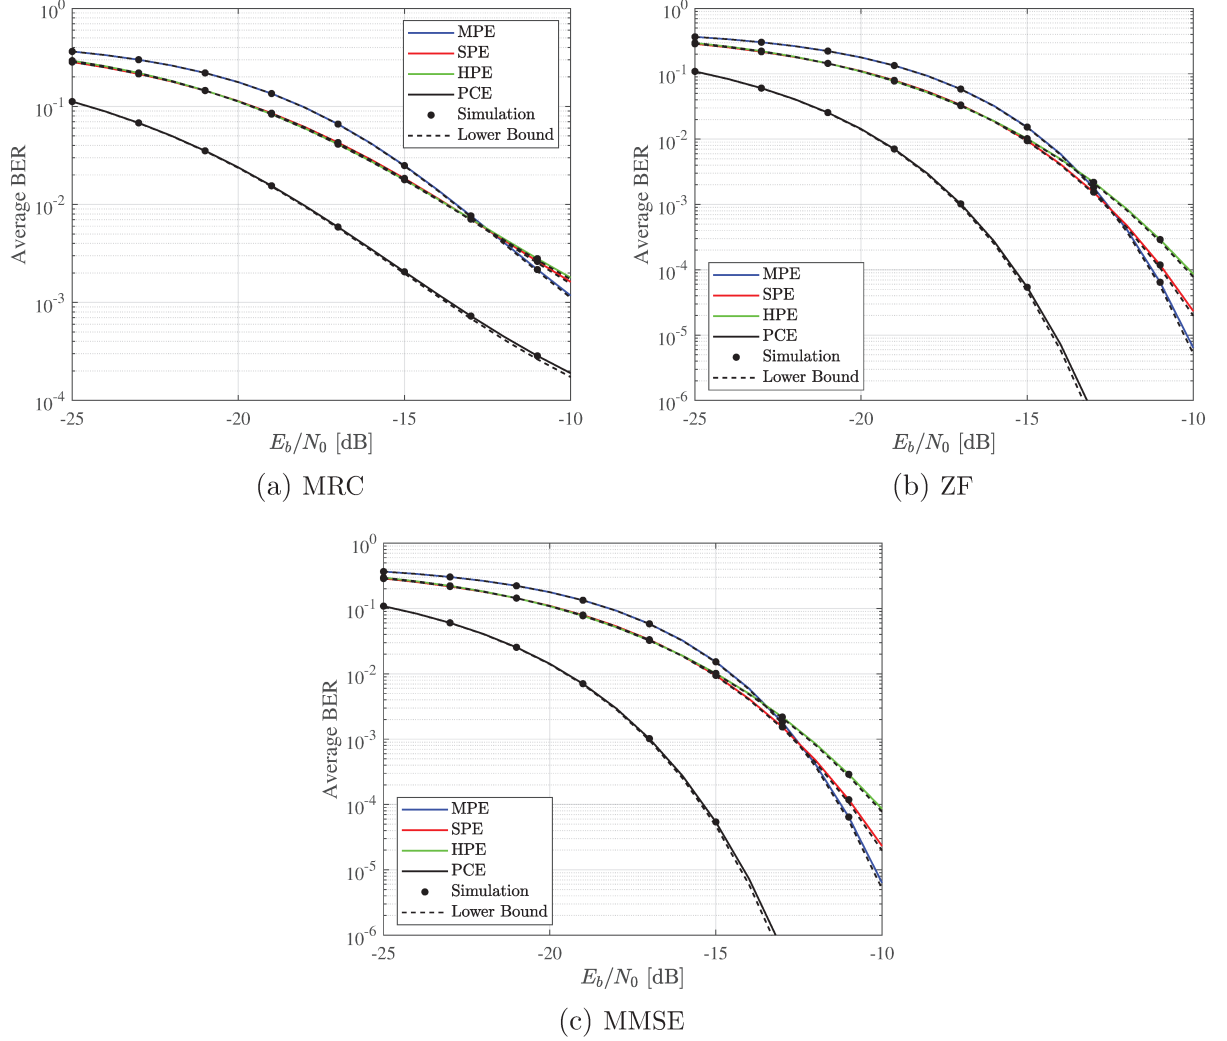 10^0
10^-1
10^-2
10^-3
10^-4
Average BER
-25
-20
-15
-10
E_b/N_0 [dB]
MPE
SPE
HPE
PCE
Simulation
Lower Bound
(a) MRC
10^0
10^-1
10^-2
10^-3
10^-4
10^-5
10^-6
Average BER
-25
-20
-15
-10
E_b/N_0 [dB]
MPE
SPE
HPE
PCE
Simulation
Lower Bound
(b) ZF
10^0
10^-1
10^-2
10^-3
10^-4
10^-5
10^-6
Average BER
-25
-20
-15
-10
E_b/N_0 [dB]
MPE
SPE
HPE
PCE
Simulation
Lower Bound
(c) MMSE